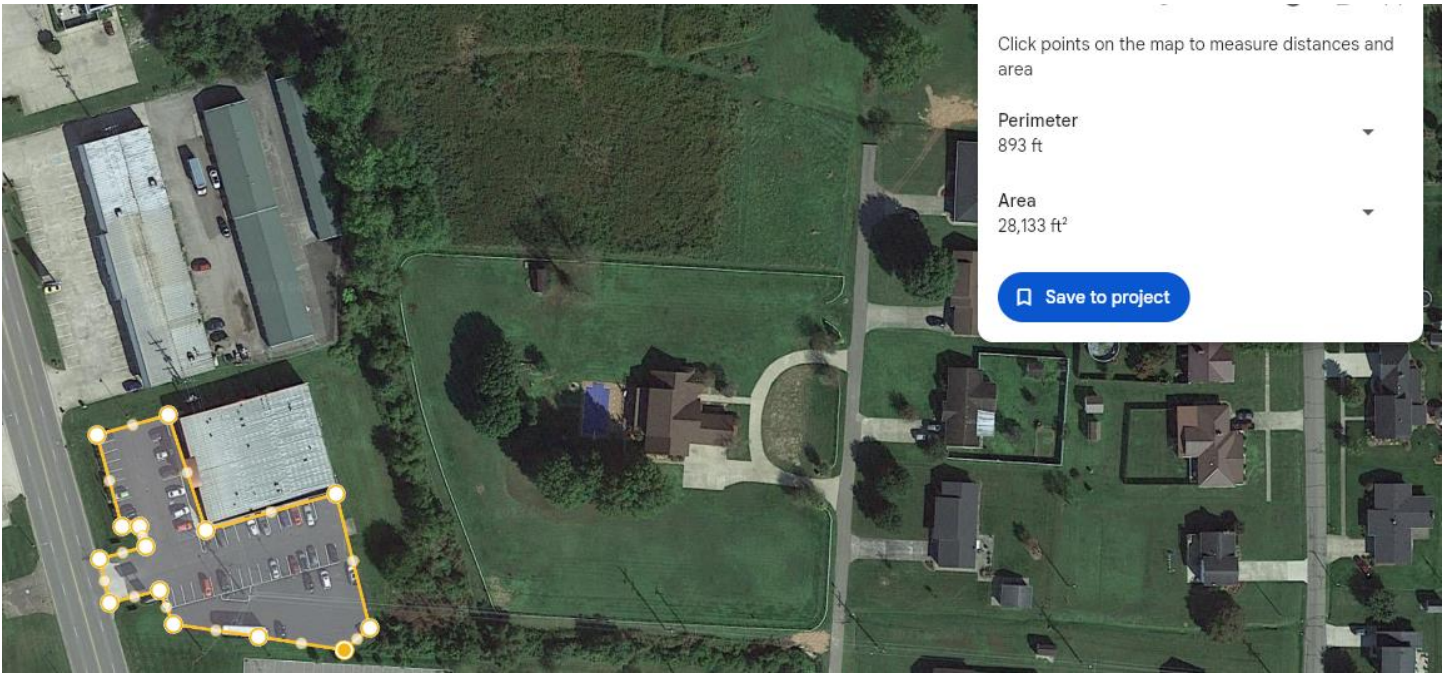 Click points on the map to measure distances and
area
Perimeter
893 ft
Area
28,133 ft²
Save to project